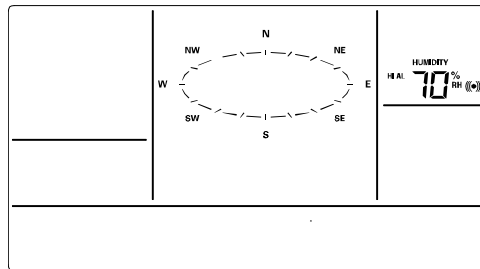 N
NW NE
W E
SW SE
S
HUMIDITY
HI AL 70 %
RH